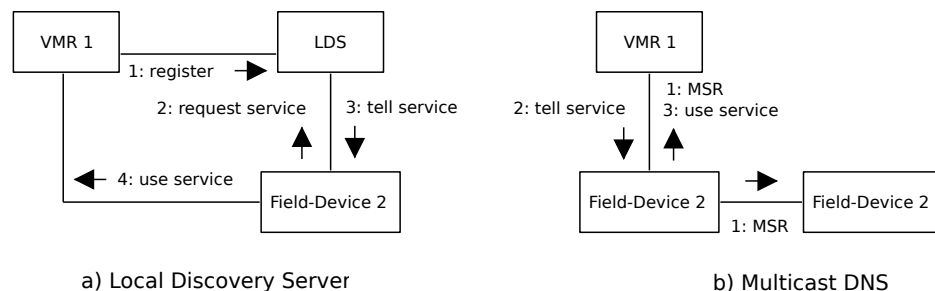 VMR 1
LDS
1: register
2: request service
3: tell service
4: use service
Field-Device 2
a) Local Discovery Server
VMR 1
1: MSR
2: tell service
3: use service
Field-Device 2
Field-Device 2
1: MSR
b) Multicast DNS